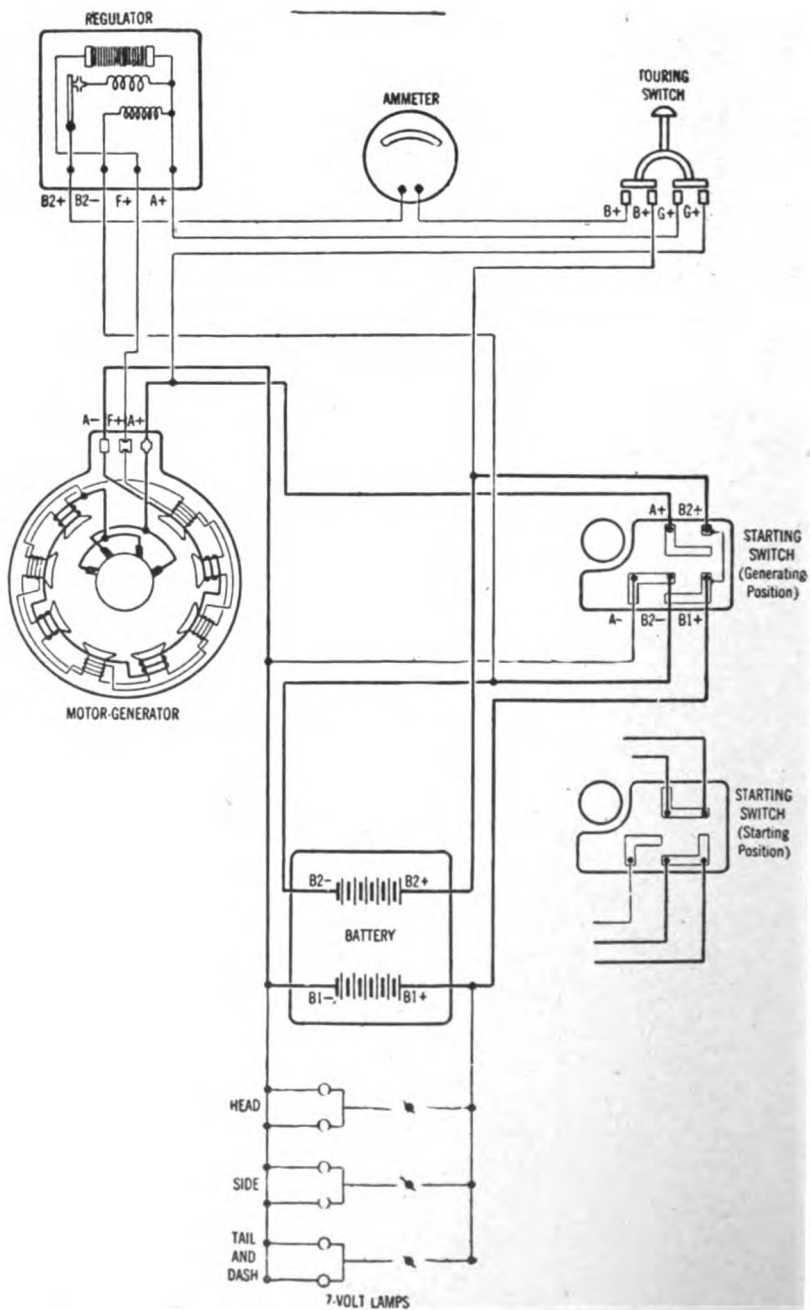 REGULATOR
B2+ B2- F+ A+
AMMETER
TOURING
SWITCH
B+ B+ G+ G+
A- F+ A+
MOTOR-GENERATOR
A+ B2+
A- B2- B1+
STARTING
SWITCH
(Generating
Position)
STARTING
SWITCH
(Starting
Position)
B2- B2+
BATTERY
B1- B1+
HEAD
SIDE
TAIL
AND
DASH
7-VOLT LAMPS